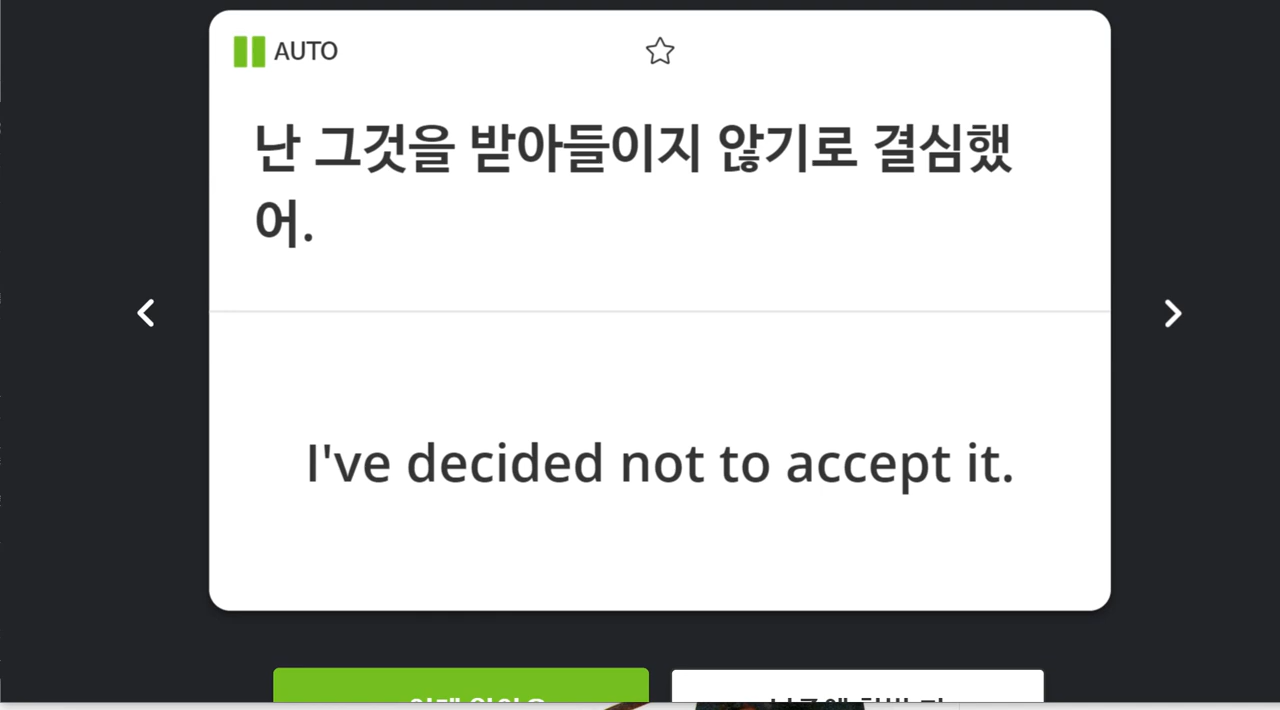 AUTO
난 그것을 받아들이지 않기로 결심했
어.
I've decided not to accept it.